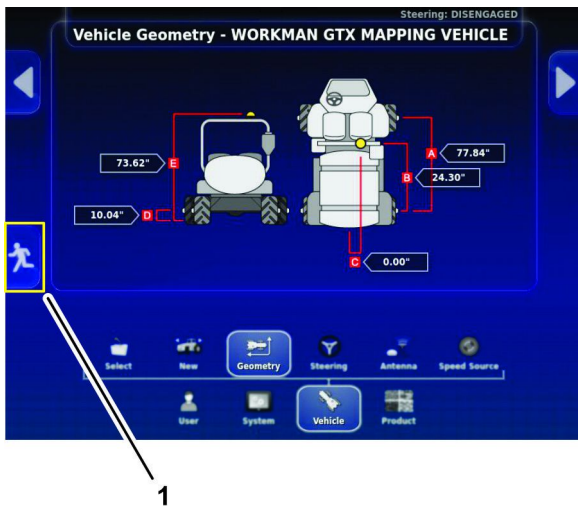 Steering: DISENGAGED
Vehicle Geometry - WORKMAN GTX MAPPING VEHICLE
73.62" E
A 77.84"
B 24.30"
10.04" D
C 0.00"
Select New Geometry Steering Antenna Speed Source
User System Vehicle Product
1